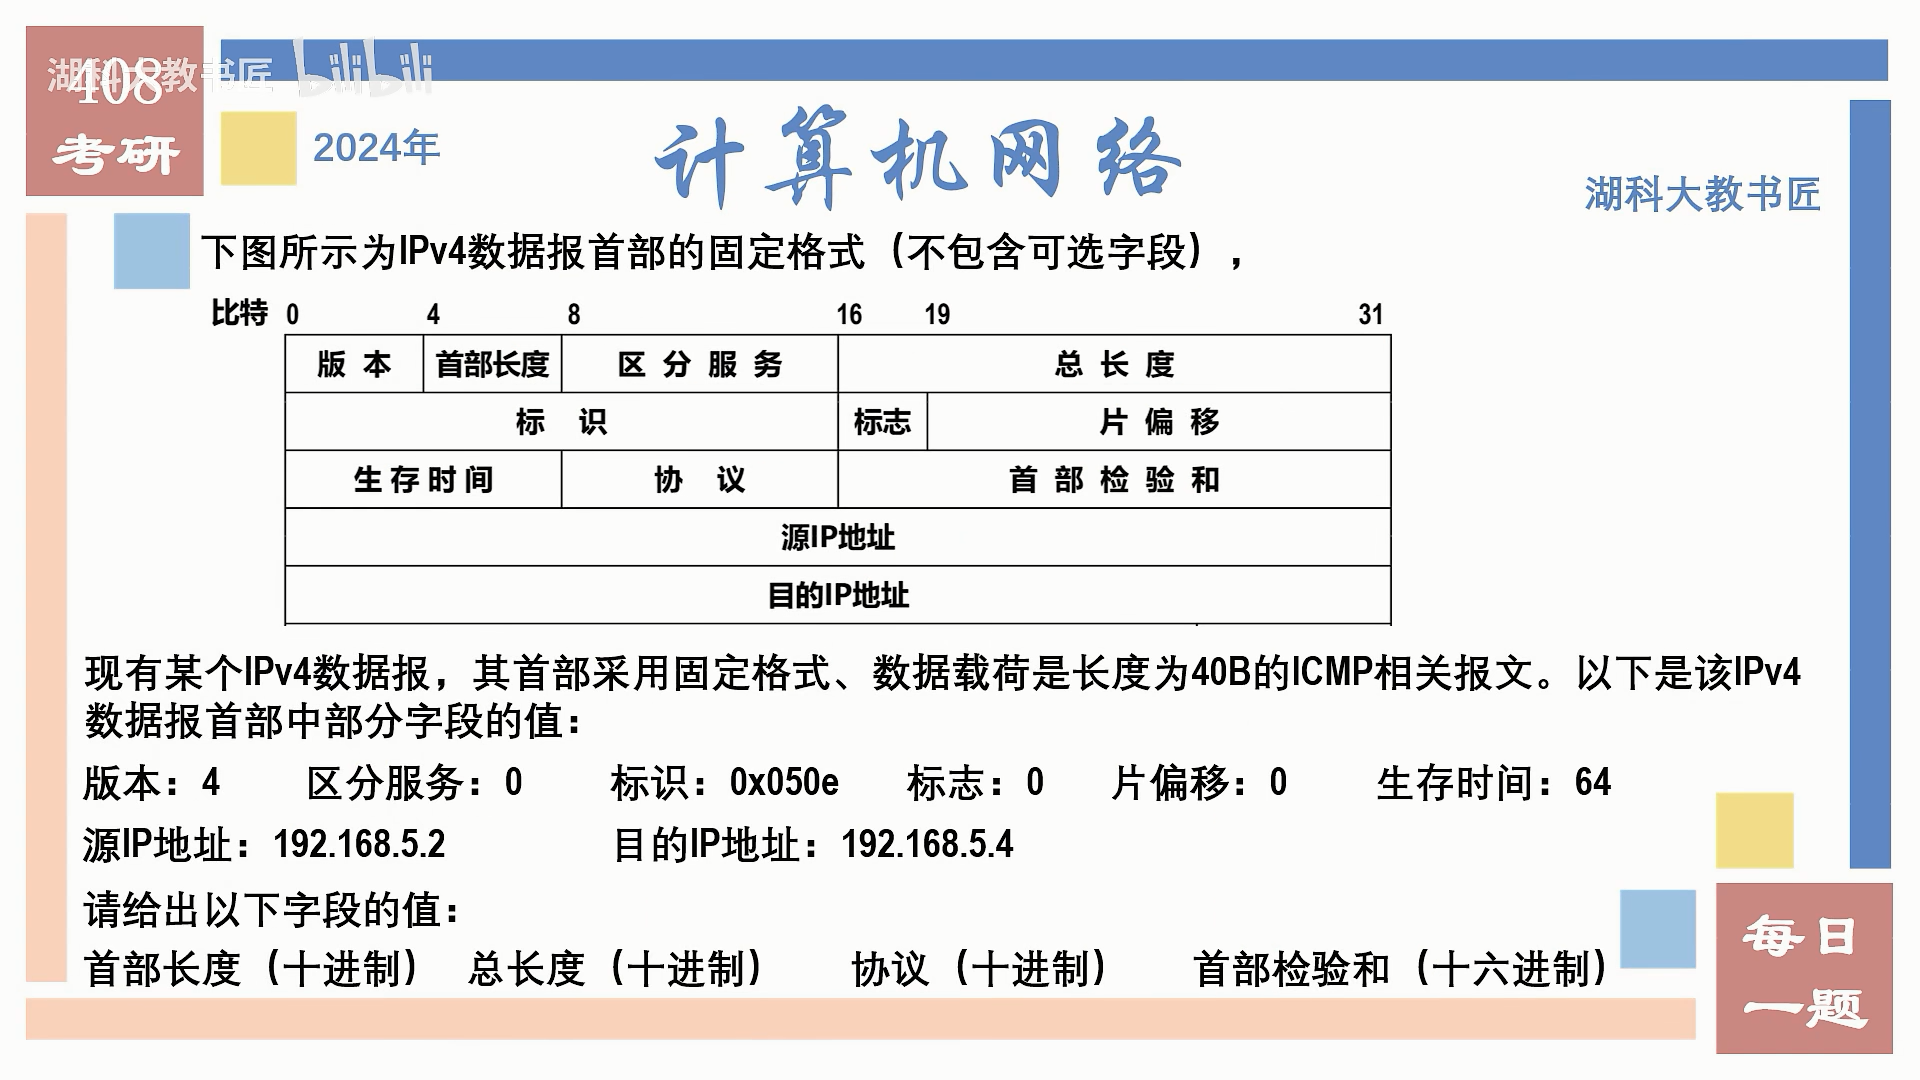 湖科大教书匠 bilibili
408
考研
2024年
计算机网络
湖科大教书匠
下图所示为IPv4数据报首部的固定格式（不包含可选字段），
比特 0 4 8 16 19 31
版 本 首部长度 区 分 服 务 总 长 度
标 识 标志 片 偏 移
生 存 时 间 协 议 首 部 检 验 和
源IP地址
目的IP地址
现有某个IPv4数据报，其首部采用固定格式、数据载荷是长度为40B的ICMP相关报文。以下是该IPv4
数据报首部中部分字段的值：
版本：4 区分服务：0 标识：0x050e 标志：0 片偏移：0 生存时间：64
源IP地址：192.168.5.2 目的IP地址：192.168.5.4
请给出以下字段的值：
首部长度（十进制） 总长度（十进制） 协议（十进制） 首部检验和（十六进制）
每日
一题